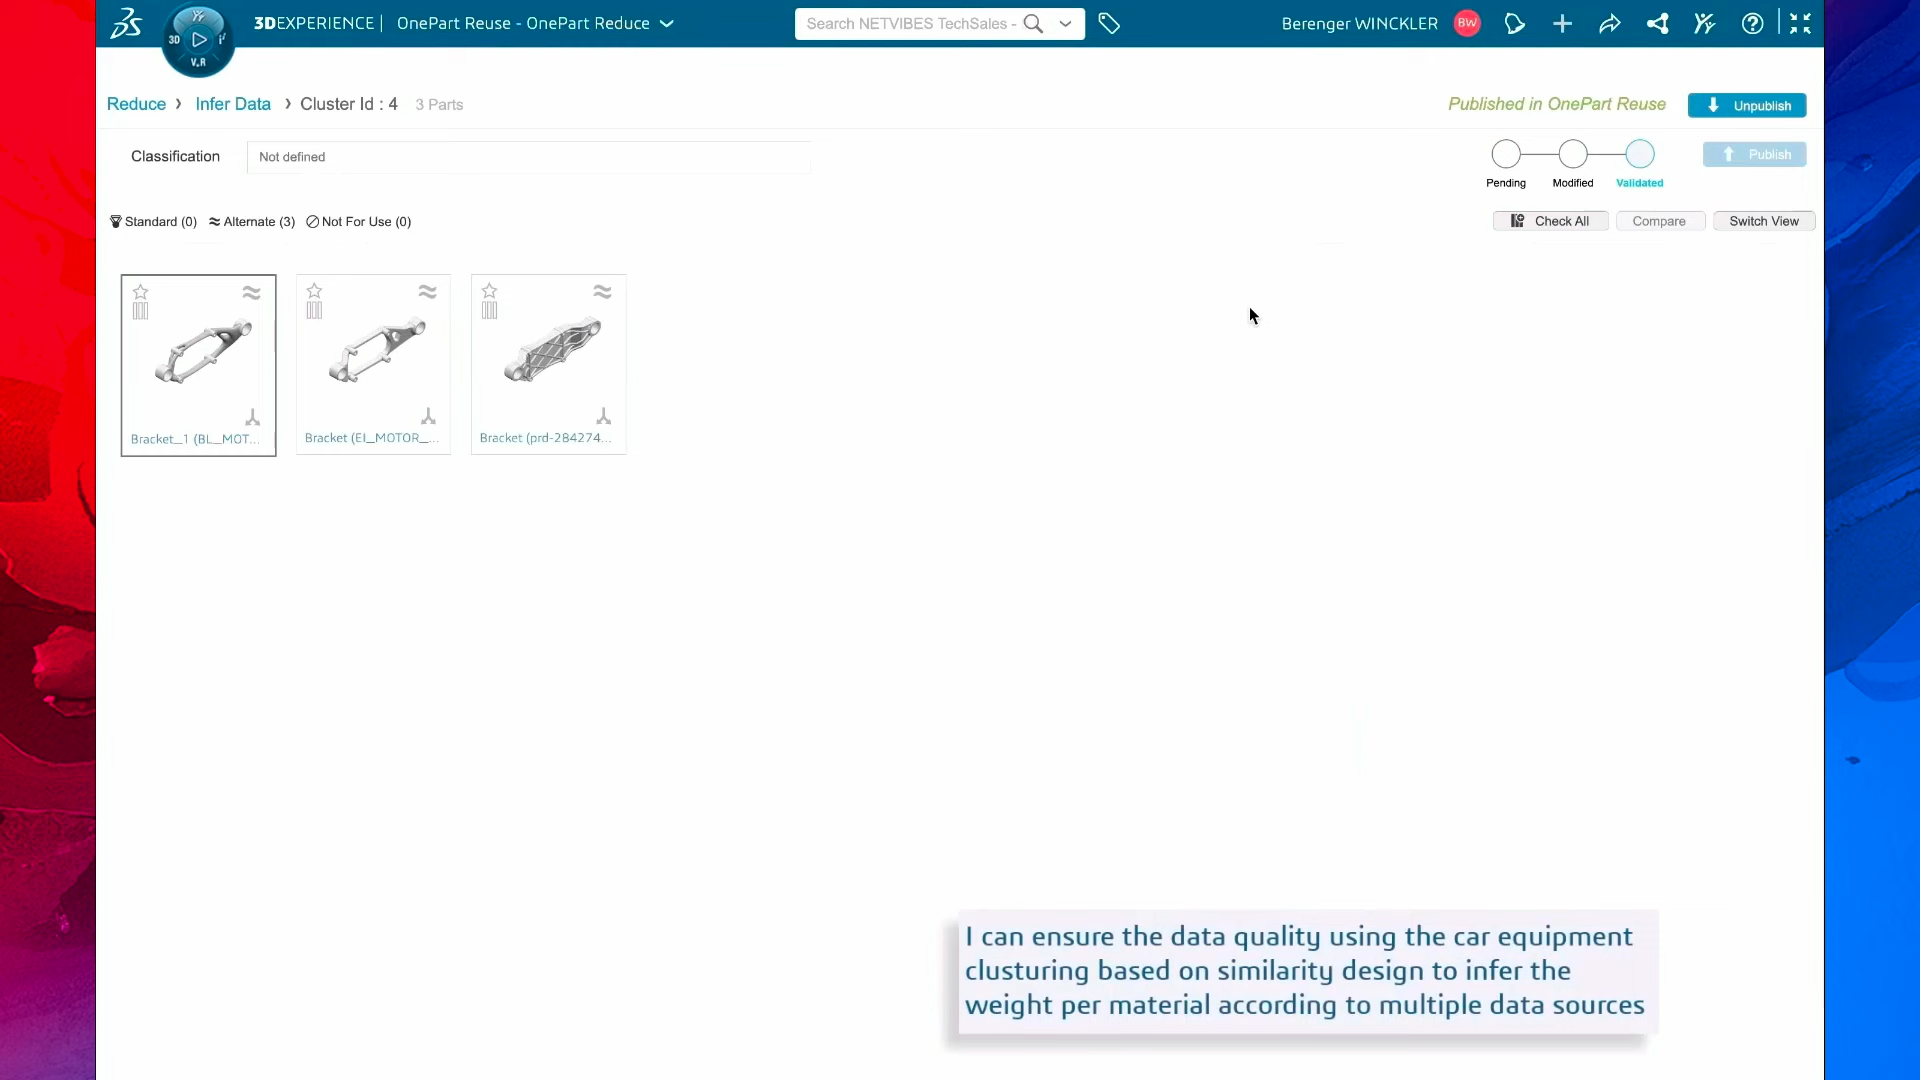 3D
V.R
3DEXPERIENCE | OnePart Reuse - OnePart Reduce
Search NETVIBES TechSales -
Berenger WINCKLER
BW
Reduce > Infer Data > Cluster Id : 4 3 Parts
Published in OnePart Reuse
Unpublish
Classification
Not defined
Publish
Pending
Modified
Validated
Standard (0)
Alternate (3)
Not For Use (0)
Check All
Compare
Switch View
Bracket_1 (BL_MOT...
Bracket (EI_MOTOR_...
Bracket (prd-284274...
I can ensure the data quality using the car equipment
clusturing based on similarity design to infer the
weight per material according to multiple data sources